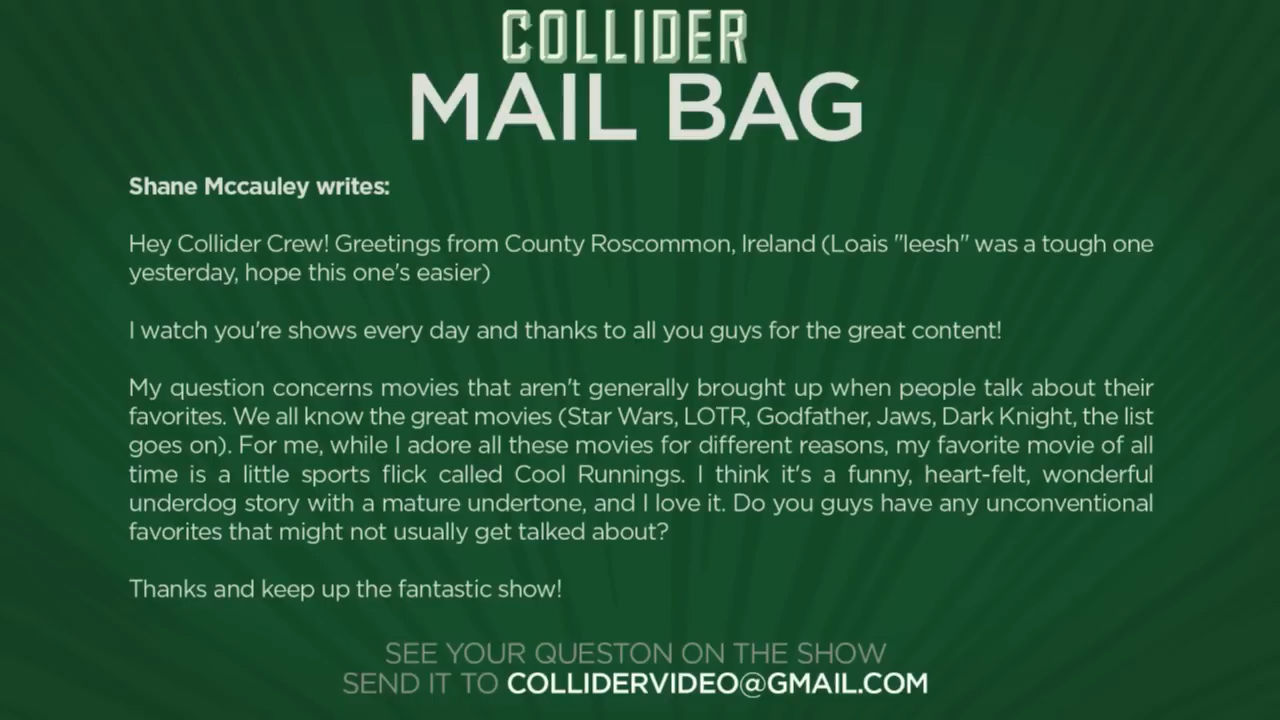 COLLIDER
MAIL BAG
Shane Mccauley writes:
Hey Collider Crew! Greetings from County Roscommon, Ireland (Loais "leesh" was a tough one
yesterday, hope this one's easier)
I watch you're shows every day and thanks to all you guys for the great content!
My question concerns movies that aren't generally brought up when people talk about their
favorites. We all know the great movies (Star Wars, LOTR, Godfather, Jaws, Dark Knight, the list
goes on). For me, while I adore all these movies for different reasons, my favorite movie of all
time is a little sports flick called Cool Runnings. I think it's a funny, heart-felt, wonderful
underdog story with a mature undertone, and I love it. Do you guys have any unconventional
favorites that might not usually get talked about?
Thanks and keep up the fantastic show!
SEE YOUR QUESTON ON THE SHOW
SEND IT TO COLLIDERVIDEO@GMAIL.COM